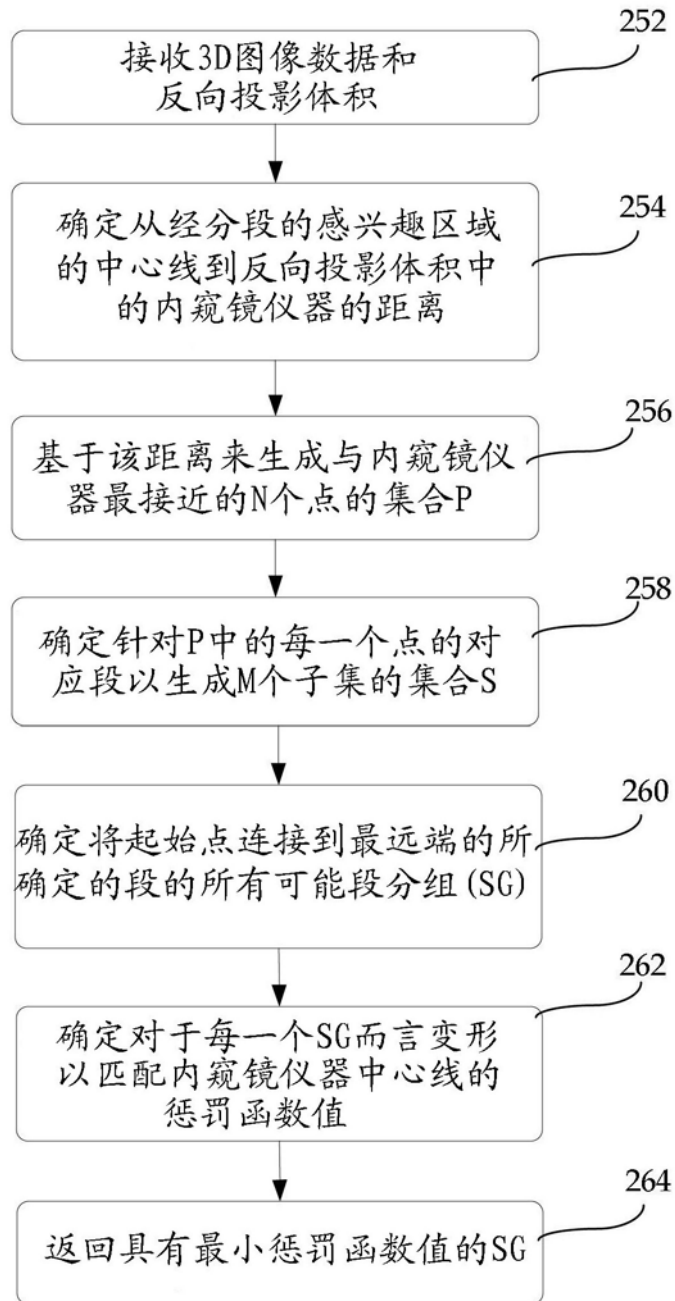 252
接收3D图像数据和
反向投影体积
254
确定从经分段的感兴趣区域
的中心线到反向投影体积中
的内窥镜仪器的距离
256
基于该距离来生成与内窥镜仪
器最接近的N个点的集合P
258
确定针对P中的每一个点的对
应段以生成M个子集的集合S
260
确定将起始点连接到最远端的所
确定的段的所有可能段分组(SG)
262
确定对于每一个SG而言变形
以匹配内窥镜仪器中心线的
惩罚函数值
264
返回具有最小惩罚函数值的SG